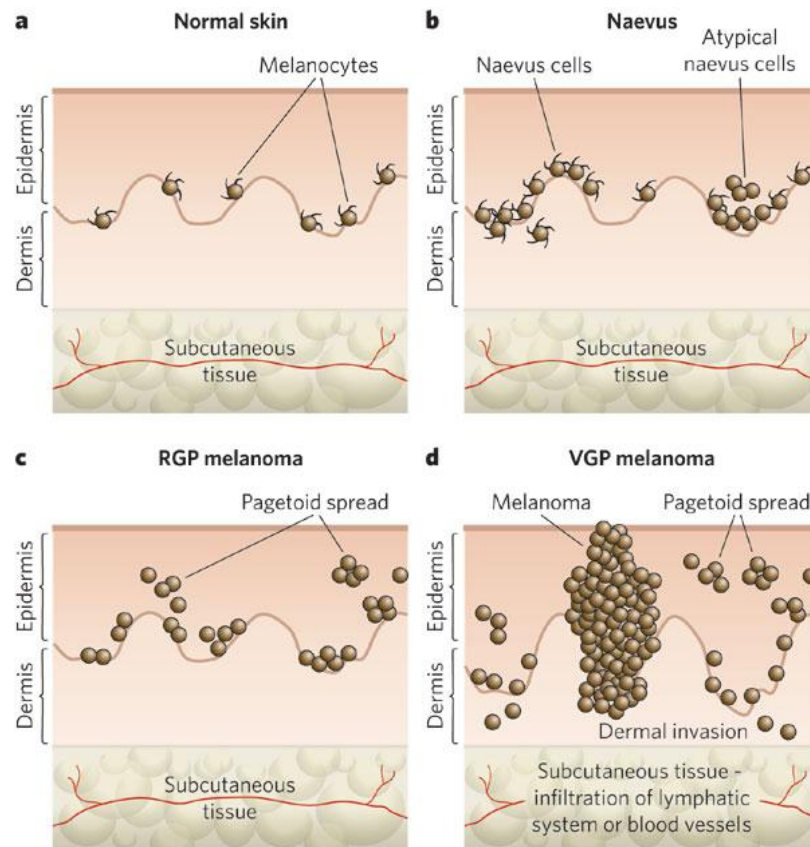 a Normal skin
Melanocytes
Epidermis
Dermis
Subcutaneous
tissue
b Naevus
Naevus cells
Atypical
naevus cells
Epidermis
Dermis
Subcutaneous
tissue
c RGP melanoma
Pagetoid spread
Epidermis
Dermis
Subcutaneous
tissue
d VGP melanoma
Melanoma
Pagetoid spread
Epidermis
Dermis
Dermal invasion
Subcutaneous tissue -
infiltration of lymphatic
system or blood vessels